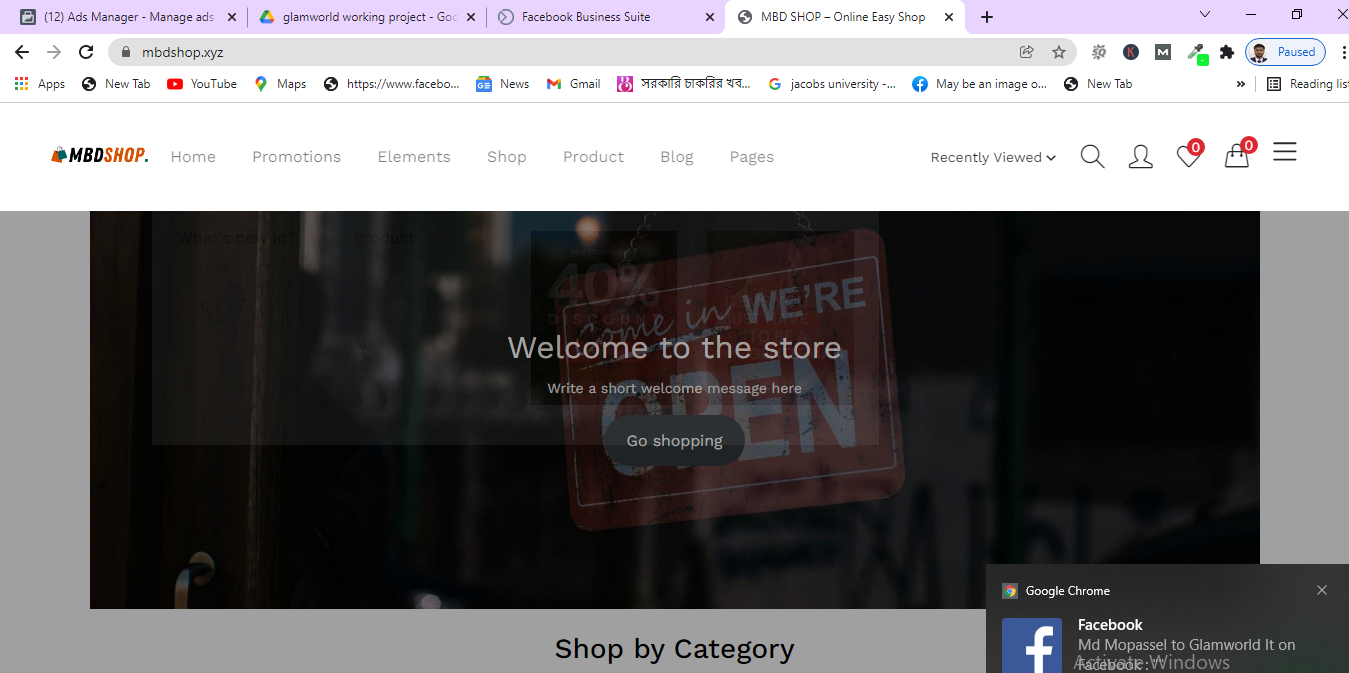 (12) Ads Manager - Manage ads
glamworld working project - Goo
Facebook Business Suite
MBD SHOP – Online Easy Shop
mbdshop.xyz
Paused
Apps
New Tab
YouTube
Maps
https://www.facebo...
News
Gmail
সরকারি চাকরির খব...
jacobs university -...
May be an image o...
New Tab
»
Reading list
MBDSHOP.
Home
Promotions
Elements
Shop
Product
Blog
Pages
Recently Viewed
0
0
What's new in?
Product
40%
DISCOUNT
Come in WE'RE
OPEN
Welcome to the store
Write a short welcome message here
Go shopping
Shop by Category
Google Chrome
Facebook
Md Mopassel to Glamworld It on
Facebook : ""
Activate Windows